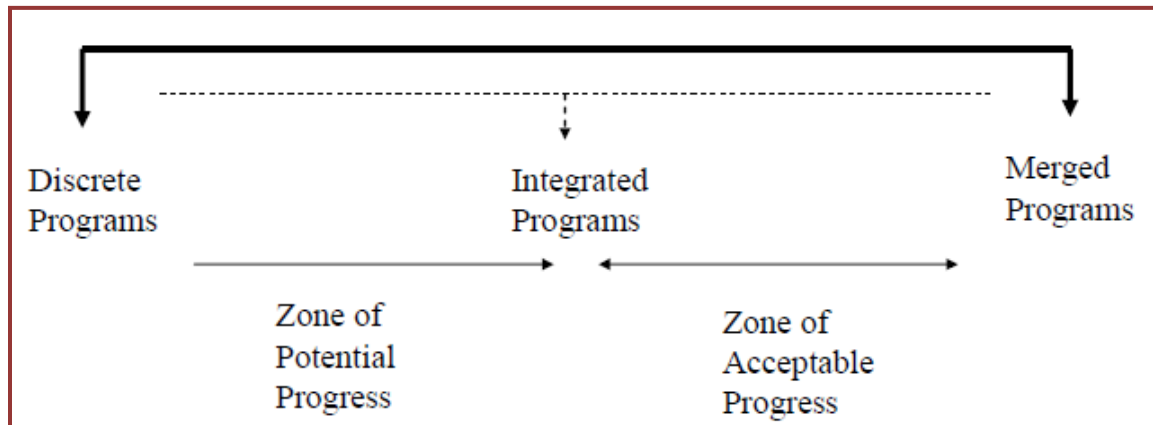 Discrete
Programs
Integrated
Programs
Merged
Programs
Zone of
Potential
Progress
Zone of
Acceptable
Progress